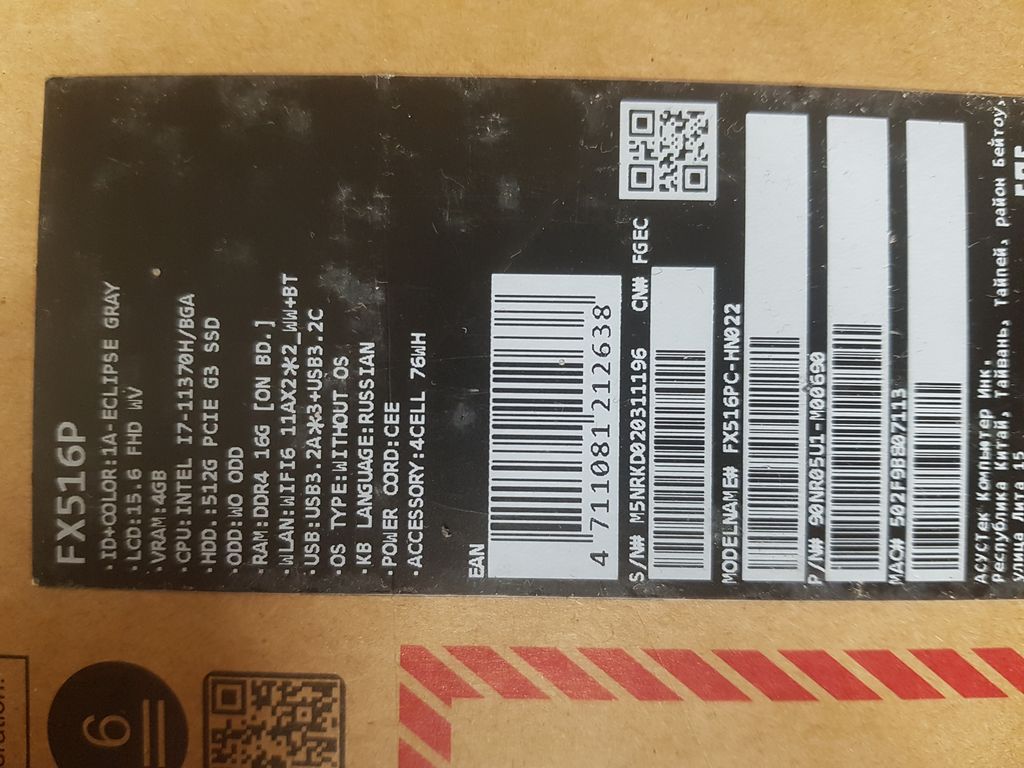 FX516P
·ID+COLOR:1A-ECLIPSE GRAY
·LCD:15.6 FHD WV
·VRAM:4GB
·CPU:INTEL I7-11370H/BGA
·HDD.:512G PCIE G3 SSD
·ODD:WO ODD
·RAM:DDR4 16G [ON BD.]
·WLAN:WIFI6 11AX2*2_WW+BT
·USB:USB3.2A*3+USB3.2C
·OS TYPE:WITHOUT OS
·KB LANGUAGE:RUSSIAN
·POWER CORD:CEE
·ACCESSORY:4CELL 76WH
EAN
4 711081 212638
S/N# M5NRKD020311196 CN# FGEC
MODELNAME# FX516PC-HN022
P/N# 90NR05U1-M00690
MAC# 502F9B807113
АСУСТек Компьютер Инк.
Республика Китай, Тайвань, Тайпей, район Бейтоу,
улица Лита 15
6